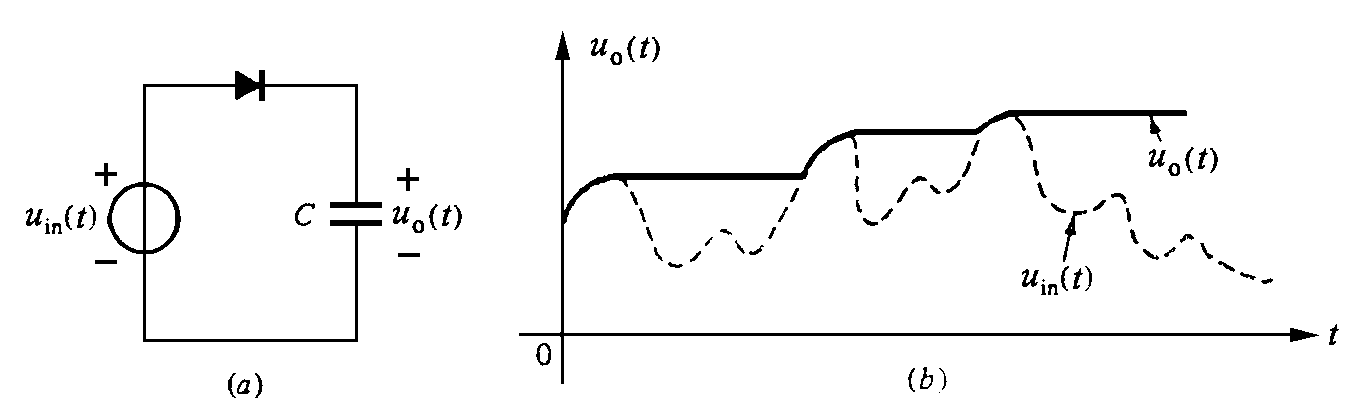 +
u_in(t)
−
C
+
u_o(t)
−
(a)
u_o(t)
u_o(t)
u_in(t)
0
t
(b)